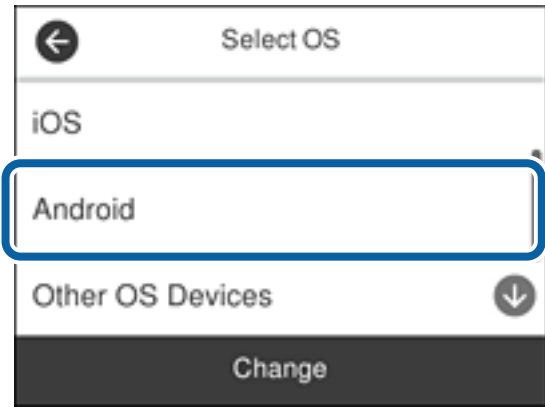 Select OS
iOS
Android
Other OS Devices
Change